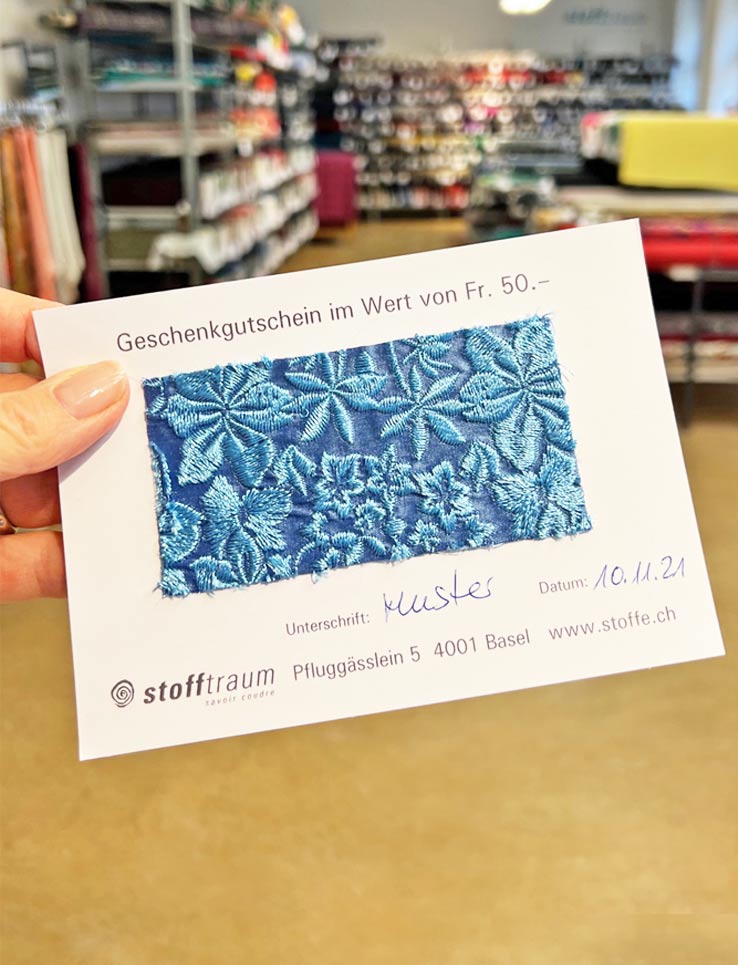 Geschenkgutschein im Wert von Fr. 50.–
Unterschrift: Muster Datum: 10.11.21
stofftraum Pfluggässlein 5 4001 Basel www.stoffe.ch
savoir coudre